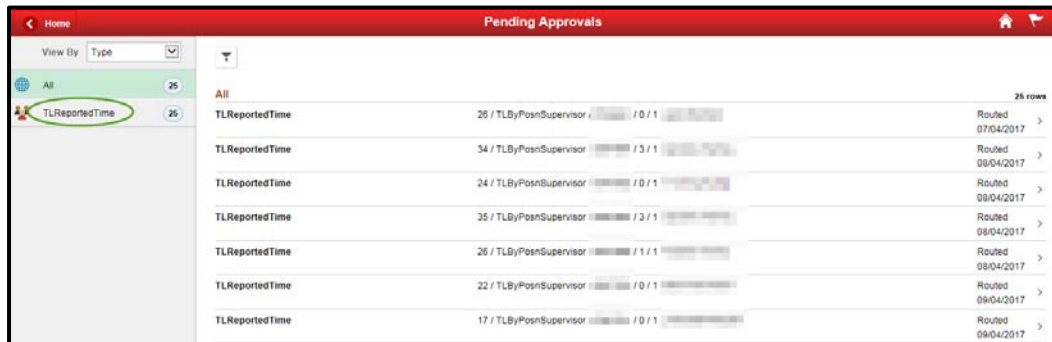 Home
Pending Approvals
View By Type
All 25
TLReportedTime 25
All
25 rows
TLReportedTime 26 / TLByPosnSupervisor / 0 / 1 Routed
07/04/2017
TLReportedTime 34 / TLByPosnSupervisor / 3 / 1 Routed
08/04/2017
TLReportedTime 24 / TLByPosnSupervisor / 0 / 1 Routed
08/04/2017
TLReportedTime 35 / TLByPosnSupervisor / 3 / 1 Routed
08/04/2017
TLReportedTime 26 / TLByPosnSupervisor / 1 / 1 Routed
08/04/2017
TLReportedTime 22 / TLByPosnSupervisor / 0 / 1 Routed
09/04/2017
TLReportedTime 17 / TLByPosnSupervisor / 0 / 1 Routed
09/04/2017